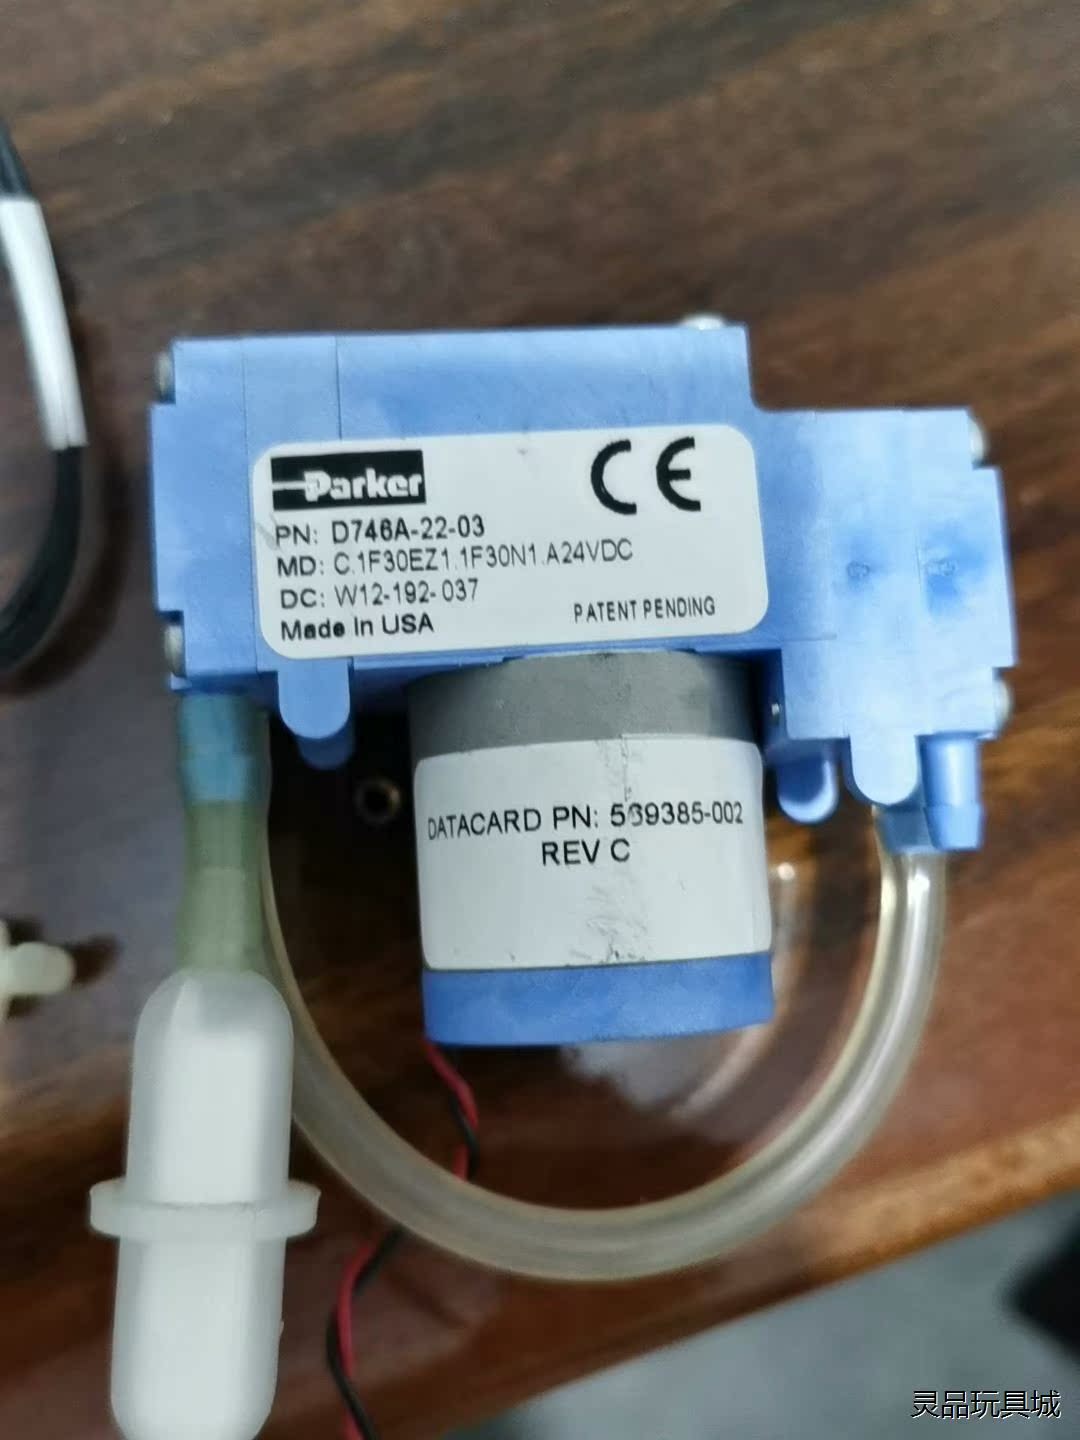 Parker
CE
PN: D746A-22-03
MD: C.1F30EZ1.1F30N1.A24VDC
DC: W12-192-037
Made In USA
PATENT PENDING
DATACARD PN: 569385-002
REV C
灵品玩具城